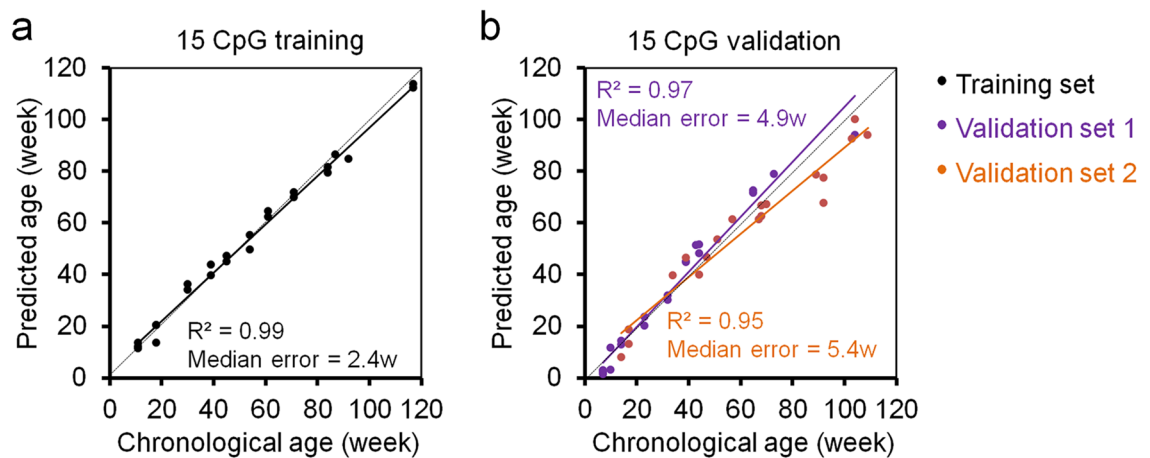 a
15 CpG training
Predicted age (week)
120
100
80
60
40
20
0
R² = 0.99
Median error = 2.4w
0 20 40 60 80 100 120
Chronological age (week)
b
15 CpG validation
Predicted age (week)
120
100
80
60
40
20
0
R² = 0.97
Median error = 4.9w
R² = 0.95
Median error = 5.4w
0 20 40 60 80 100 120
Chronological age (week)
Training set
Validation set 1
Validation set 2